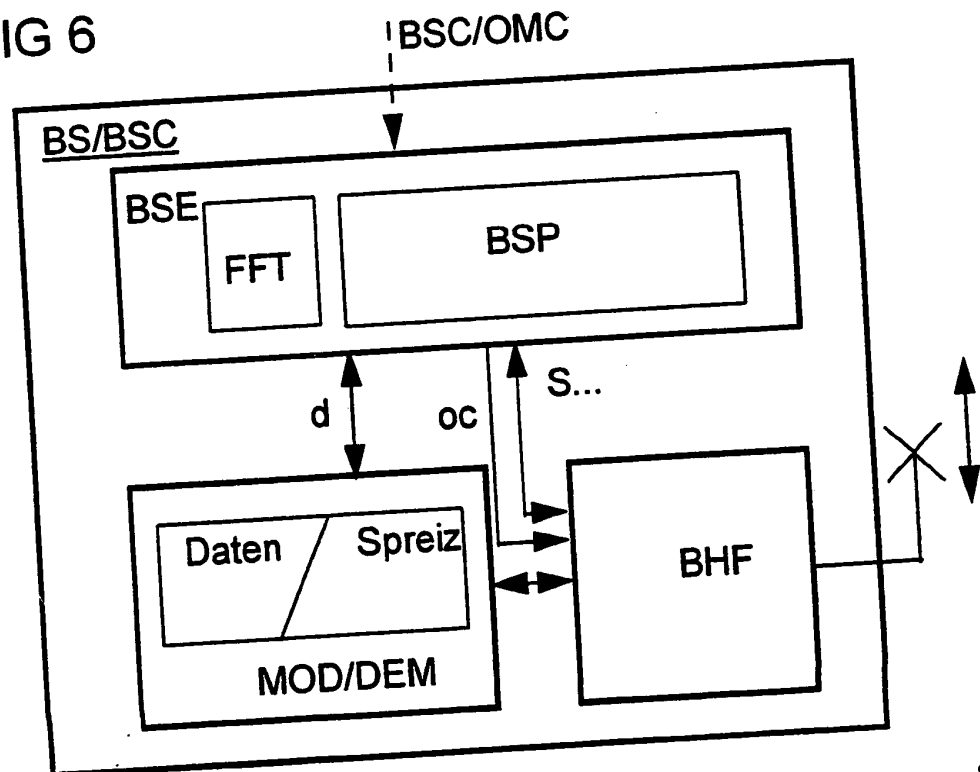 IG 6
BSC/OMC
BS/BSC
BSE
FFT
BSP
d
oc
S...
Daten
Spreiz
MOD/DEM
BHF